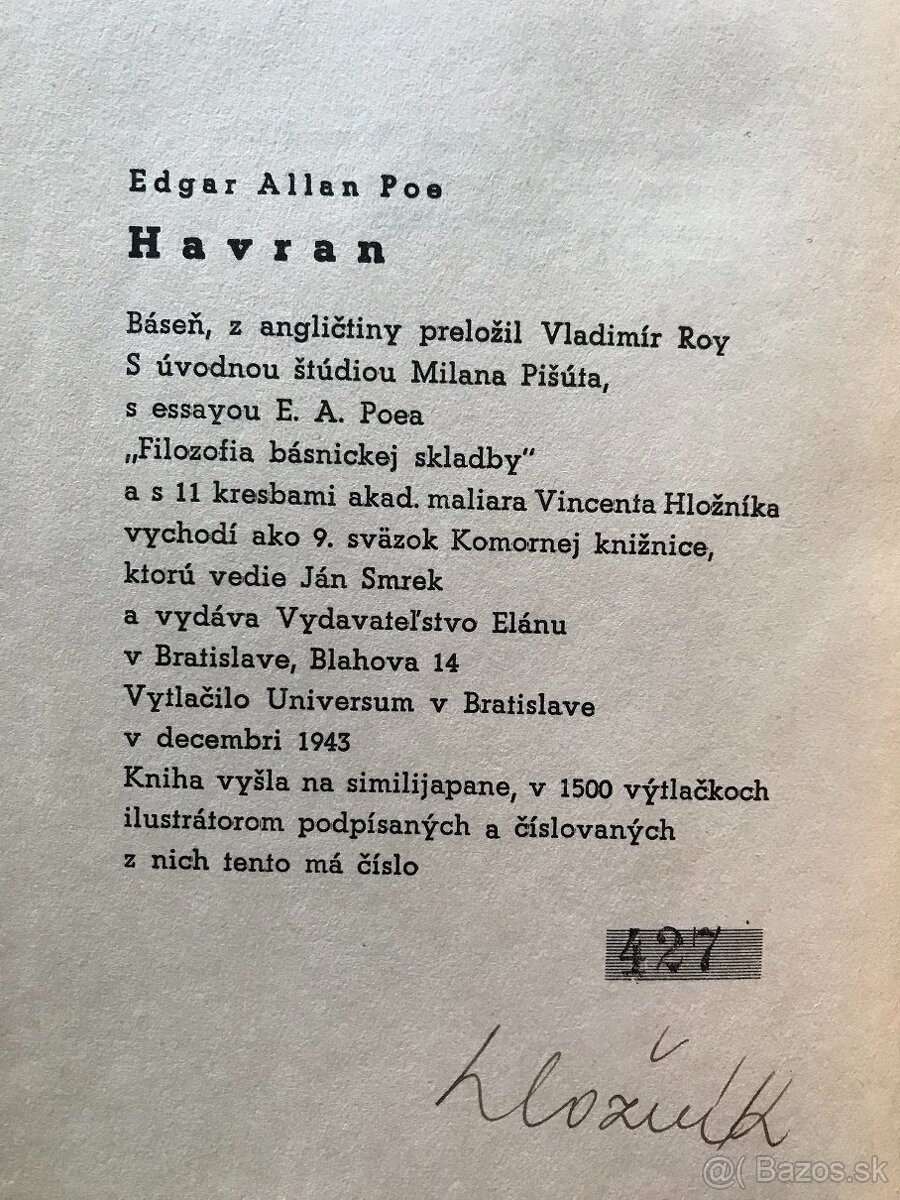 Edgar Allan Poe
Havran
Báseň, z angličtiny preložil Vladimír Roy
S úvodnou štúdiou Milana Pišúta,
s essayou E. A. Poea
„Filozofia básnickej skladby“
a s 11 kresbami akad. maliara Vincenta Hložníka
vychodí ako 9. sväzok Komornej knižnice,
ktorú vedie Ján Smrek
a vydáva Vydavateľstvo Elánu
v Bratislave, Blahova 14
Vytlačilo Universum v Bratislave
v decembri 1943
Kniha vyšla na similijapane, v 1500 výtlačkoch
ilustrátorom podpísaných a číslovaných
z nich tento má číslo
427
Hložník
@( Bazos.sk